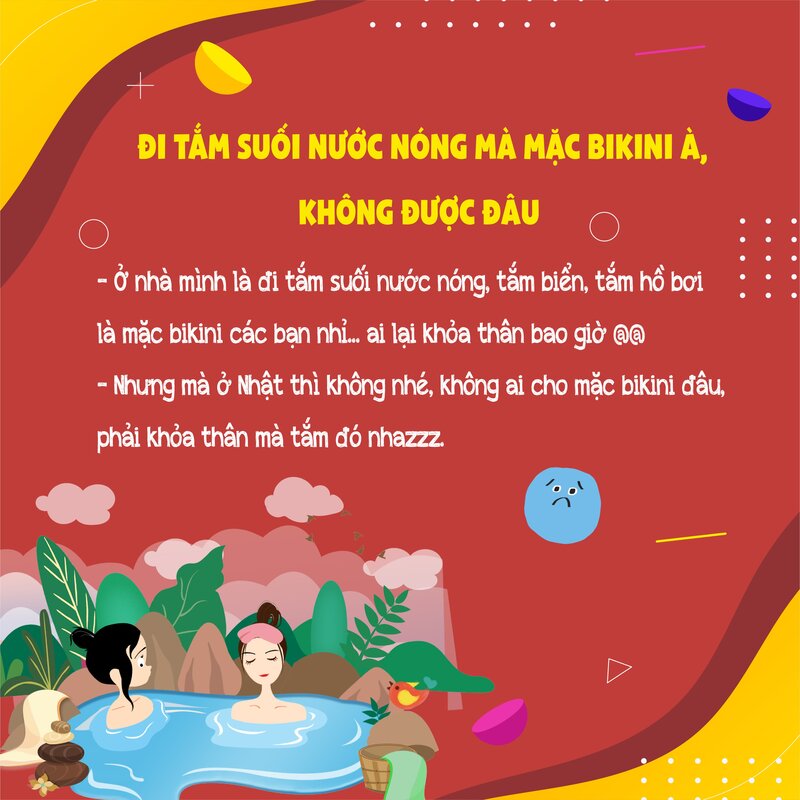 ĐI TẮM SUỐI NƯỚC NÓNG MÀ MẶC BIKINI À,
KHÔNG ĐƯỢC ĐÂU
- Ở nhà mình là đi tắm suối nước nóng, tắm biển, tắm hồ bơi
là mặc bikini các bạn nhỉ... ai lại khỏa thân bao giờ @@
- Nhưng mà ở Nhật thì không nhé, không ai cho mặc bikini đâu,
phải khỏa thân mà tắm đó nhazzz.